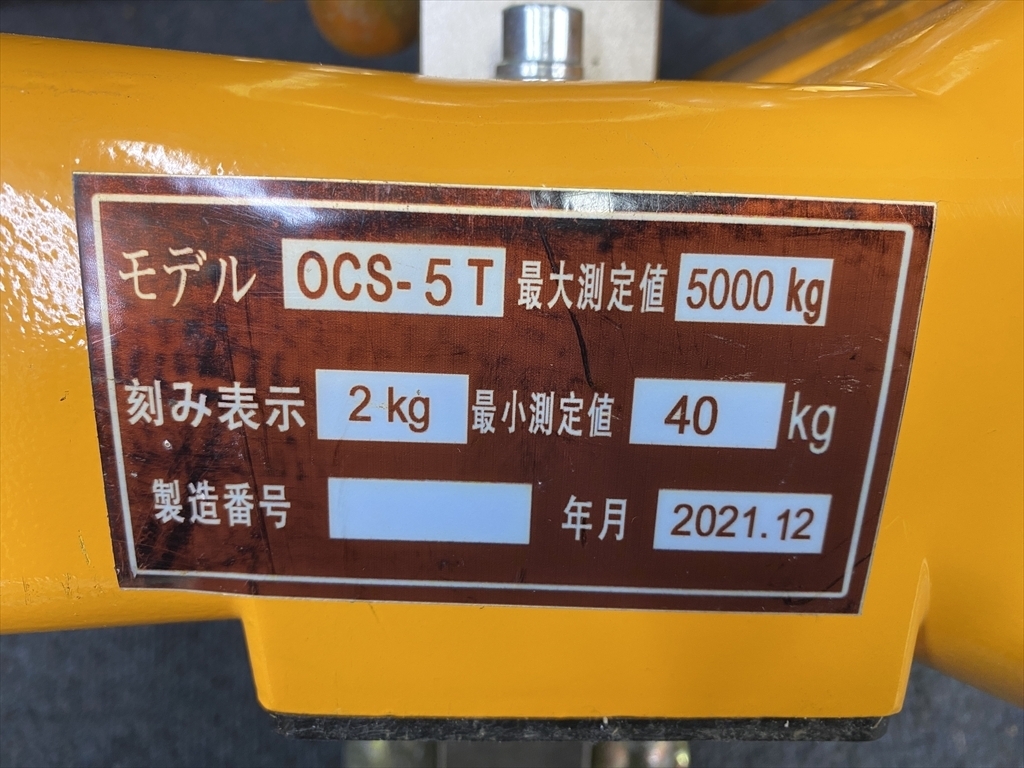 モデル OCS-5T 最大測定値 5000 kg
刻み表示 2 kg 最小測定値 40 kg
製造番号 年月 2021.12